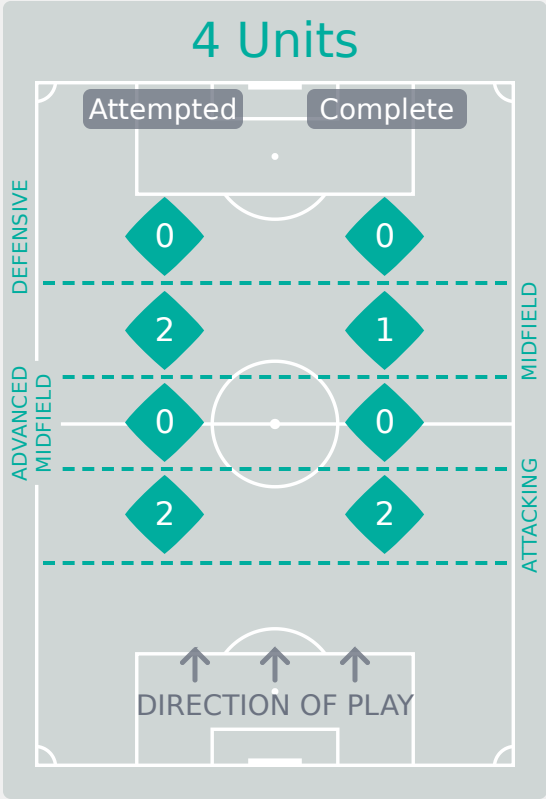 4 Units
Attempted
Complete
DEFENSIVE
0
0
MIDFIELD
2
1
ADVANCED
MIDFIELD
0
0
ATTACKING
2
2
DIRECTION OF PLAY